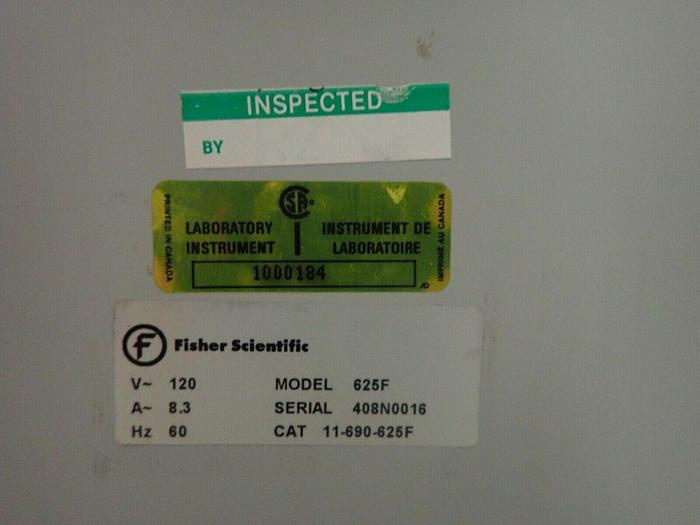 INSPECTED
BY
PRINTED IN CANADA
SA
LABORATORY INSTRUMENT
INSTRUMENT DE LABORATOIRE
IMPRIMÉ AU CANADA
1000184
F Fisher Scientific
V~ 120 MODEL 625F
A~ 8.3 SERIAL 408N0016
Hz 60 CAT 11-690-625F